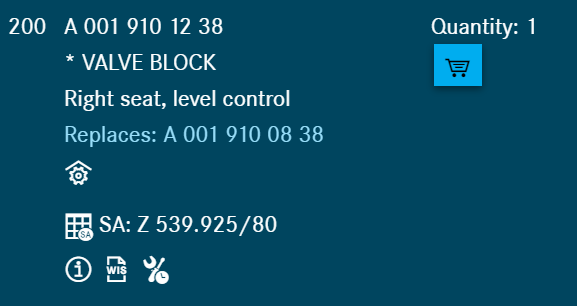 200 A 001 910 12 38 Quantity: 1
* VALVE BLOCK
Right seat, level control
Replaces: A 001 910 08 38
SA SA: Z 539.925/80
i WIS